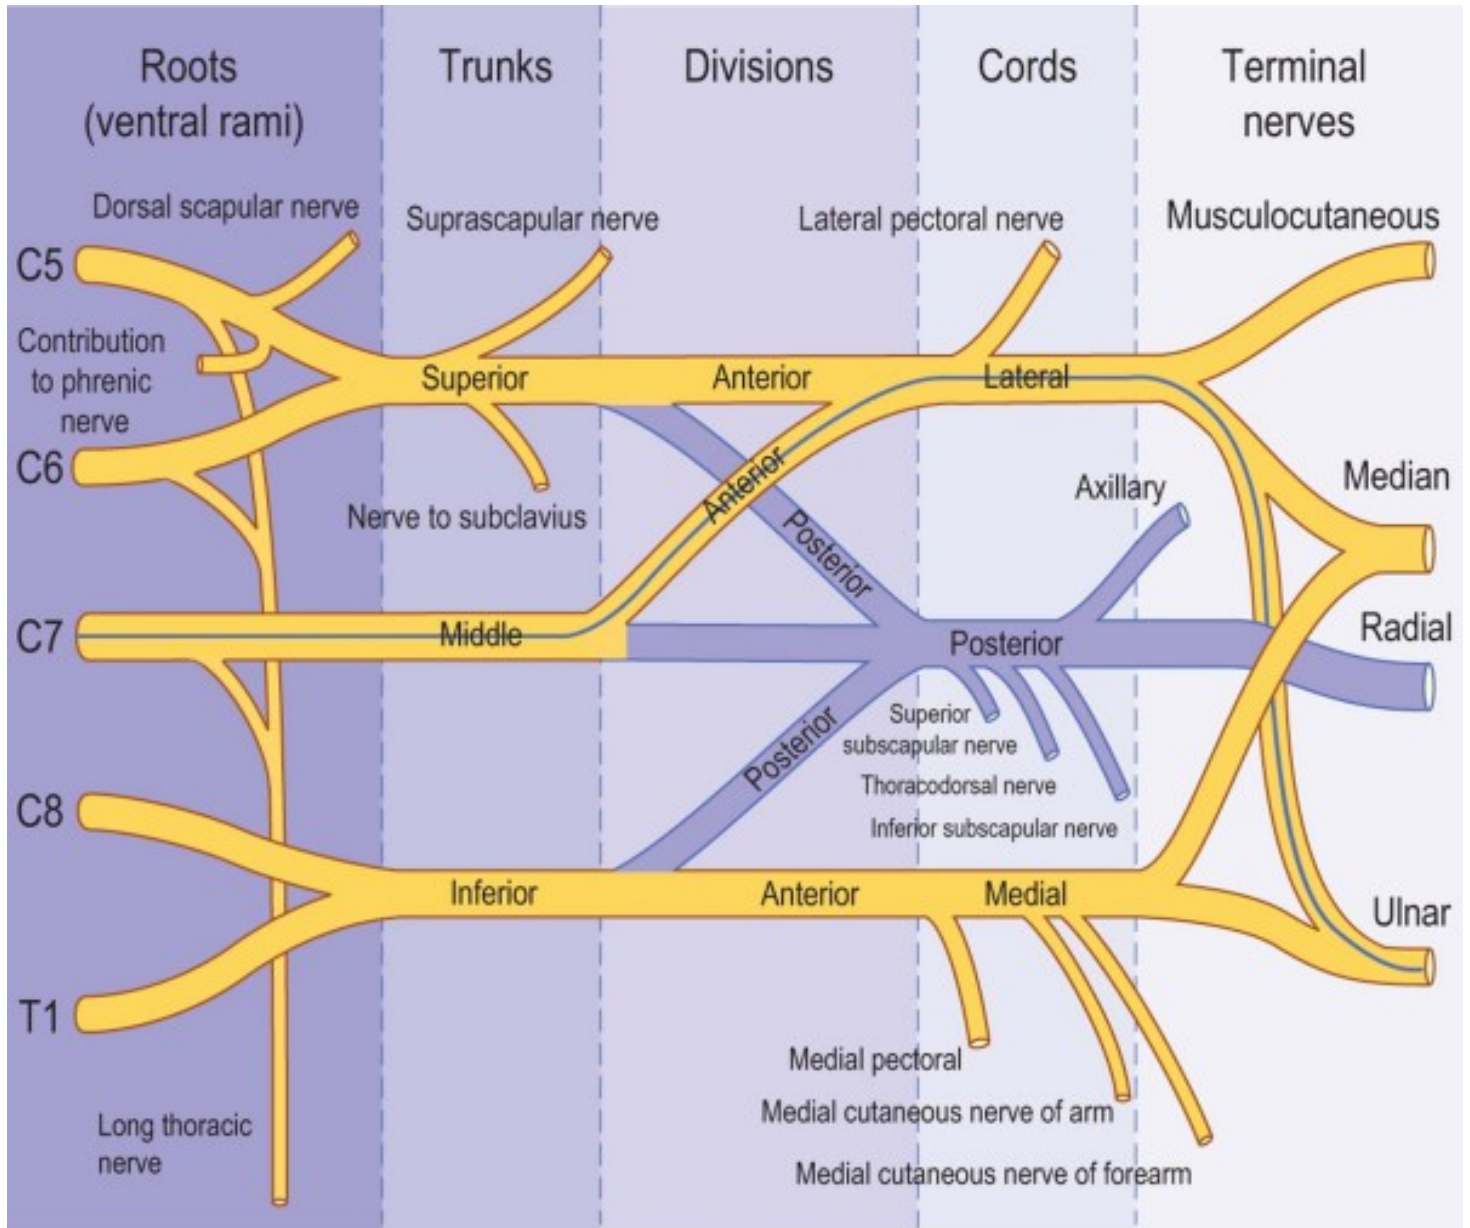 Roots
(ventral rami)
Trunks
Divisions
Cords
Terminal
nerves
Dorsal scapular nerve
Suprascapular nerve
Lateral pectoral nerve
Musculocutaneous
C5
Contribution
to phrenic
nerve
Superior
Anterior
Lateral
C6
Nerve to subclavius
Anterior
Posterior
Axillary
Median
C7
Middle
Posterior
Radial
Superior
subscapular nerve
Posterior
Thoracodorsal nerve
Inferior subscapular nerve
C8
Inferior
Anterior
Medial
Ulnar
T1
Medial pectoral
Medial cutaneous nerve of arm
Long thoracic
nerve
Medial cutaneous nerve of forearm